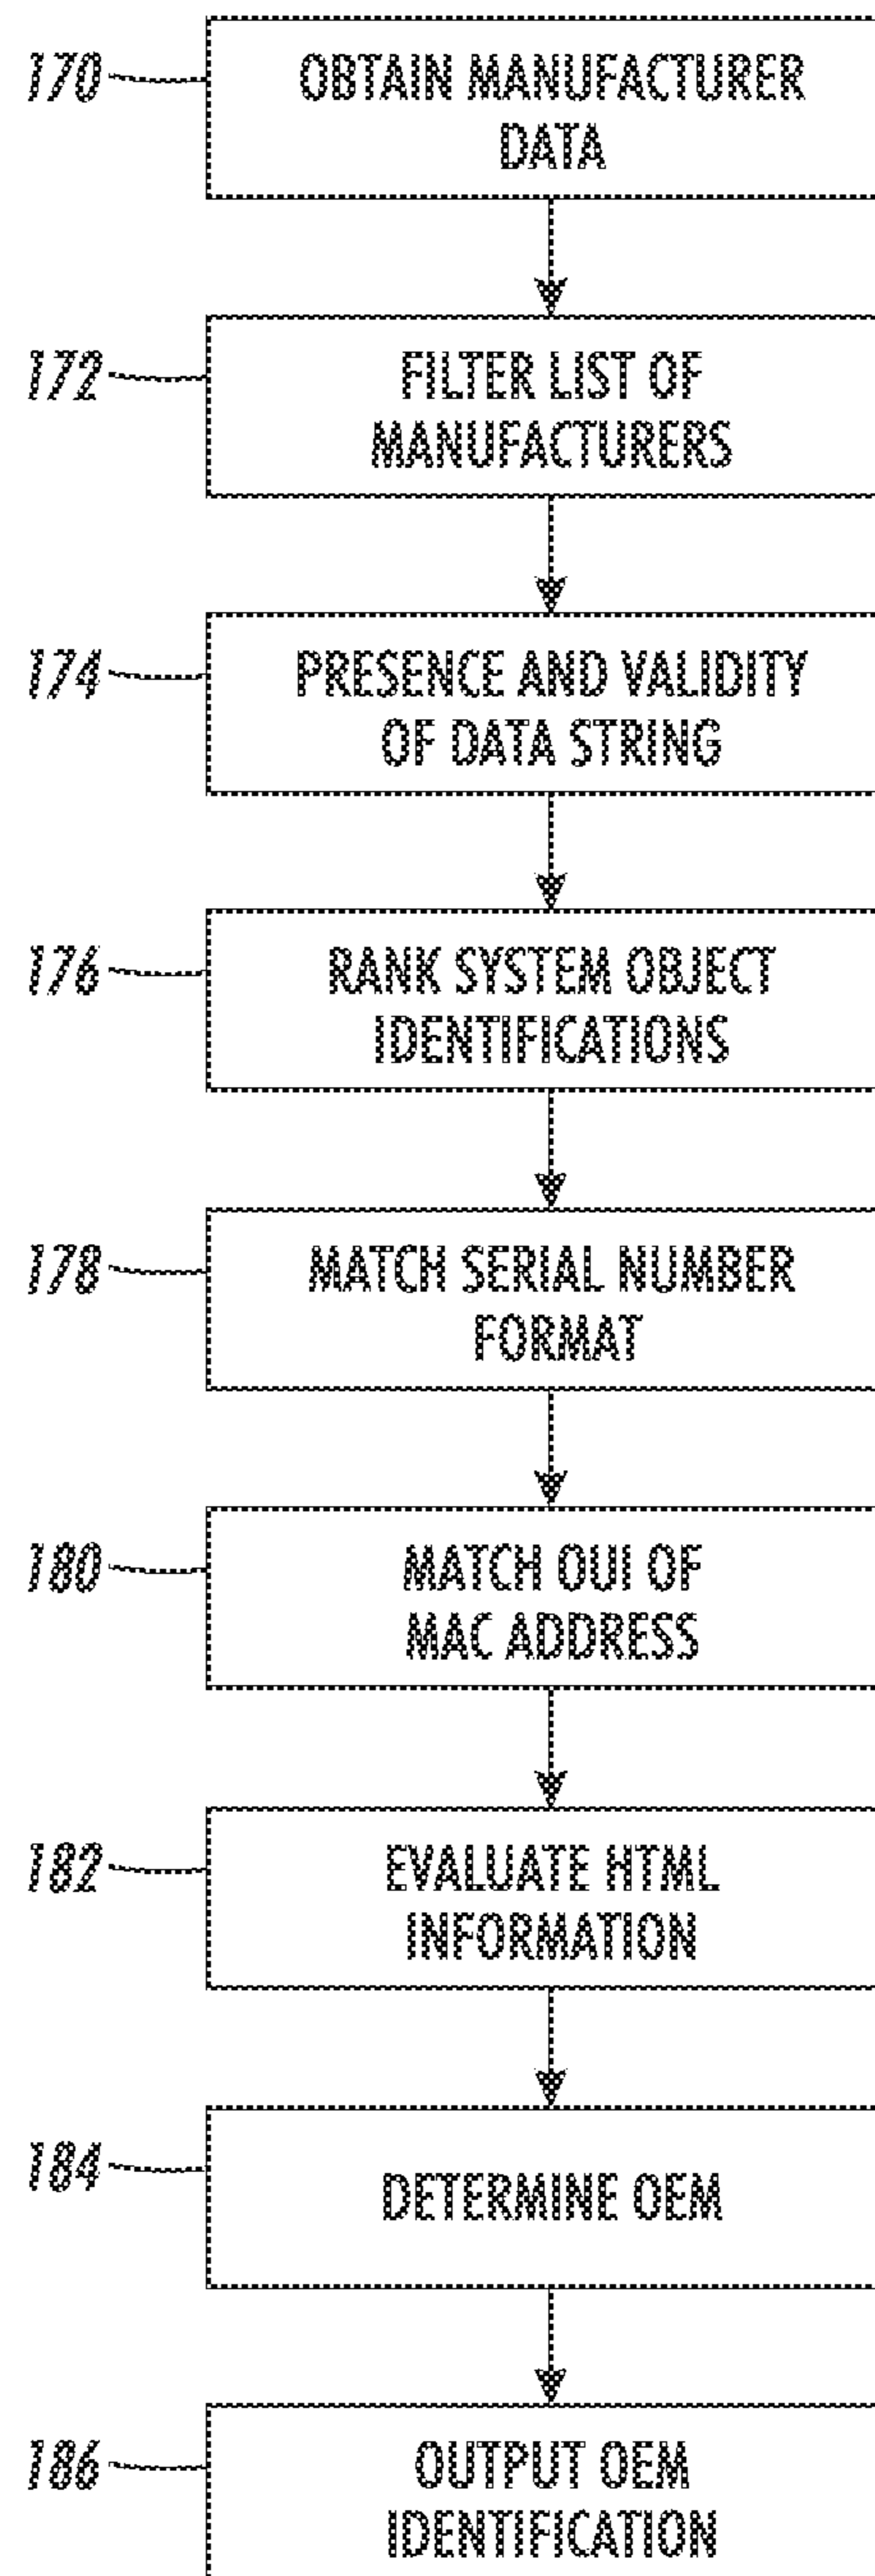 170
OBTAIN MANUFACTURER
DATA
172
FILTER LIST OF
MANUFACTURERS
174
PRESENCE AND VALIDITY
OF DATA STRING
176
RANK SYSTEM OBJECT
IDENTIFICATIONS
178
MATCH SERIAL NUMBER
FORMAT
180
MATCH OUI OF
MAC ADDRESS
182
EVALUATE HTML
INFORMATION
184
DETERMINE OEM
186
OUTPUT OEM
IDENTIFICATION